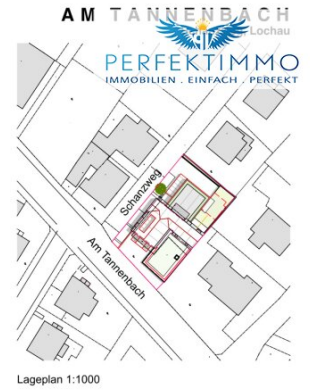 AM TANNENBACH
Lochau
PERFEKTIMMO
IMMOBILIEN . EINFACH . PERFEKT
Schanzweg
Am Tannenbach
Lageplan 1:1000